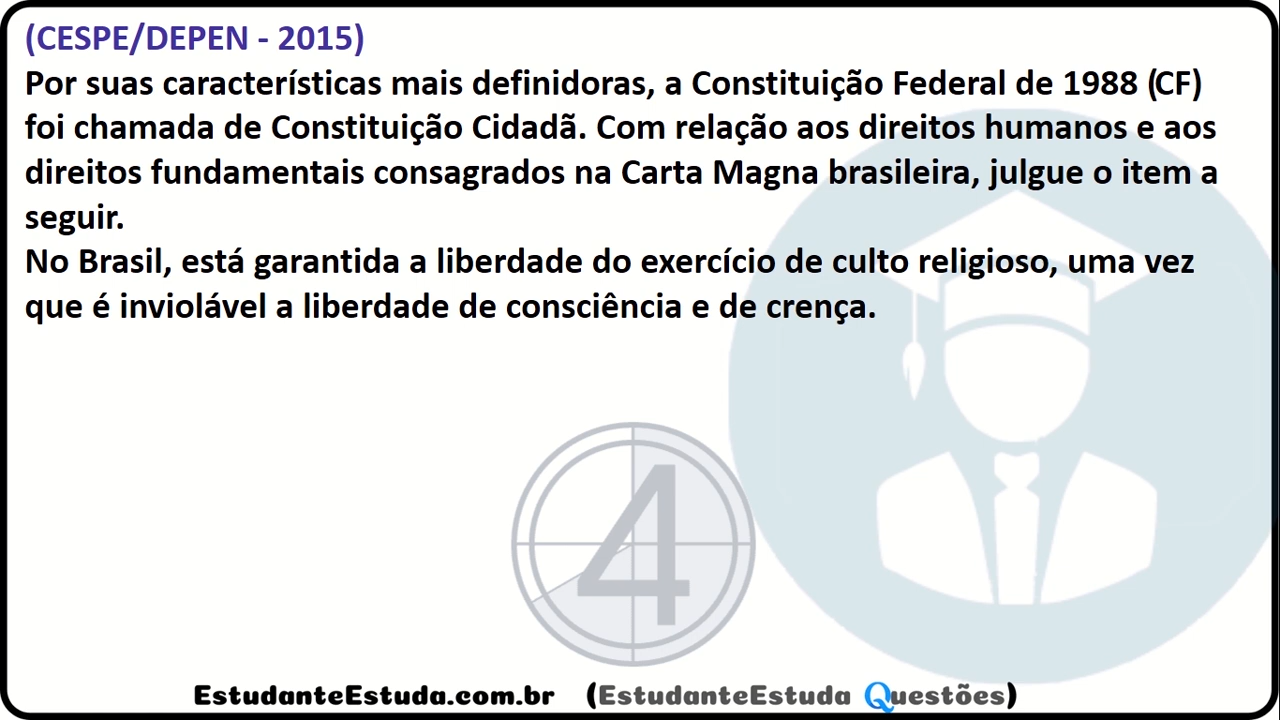 (CESPE/DEPEN - 2015)
Por suas características mais definidoras, a Constituição Federal de 1988 (CF)
foi chamada de Constituição Cidadã. Com relação aos direitos humanos e aos
direitos fundamentais consagrados na Carta Magna brasileira, julgue o item a
seguir.
No Brasil, está garantida a liberdade do exercício de culto religioso, uma vez
que é inviolável a liberdade de consciência e de crença.
4
EstudanteEstuda.com.br (EstudanteEstuda Questões)